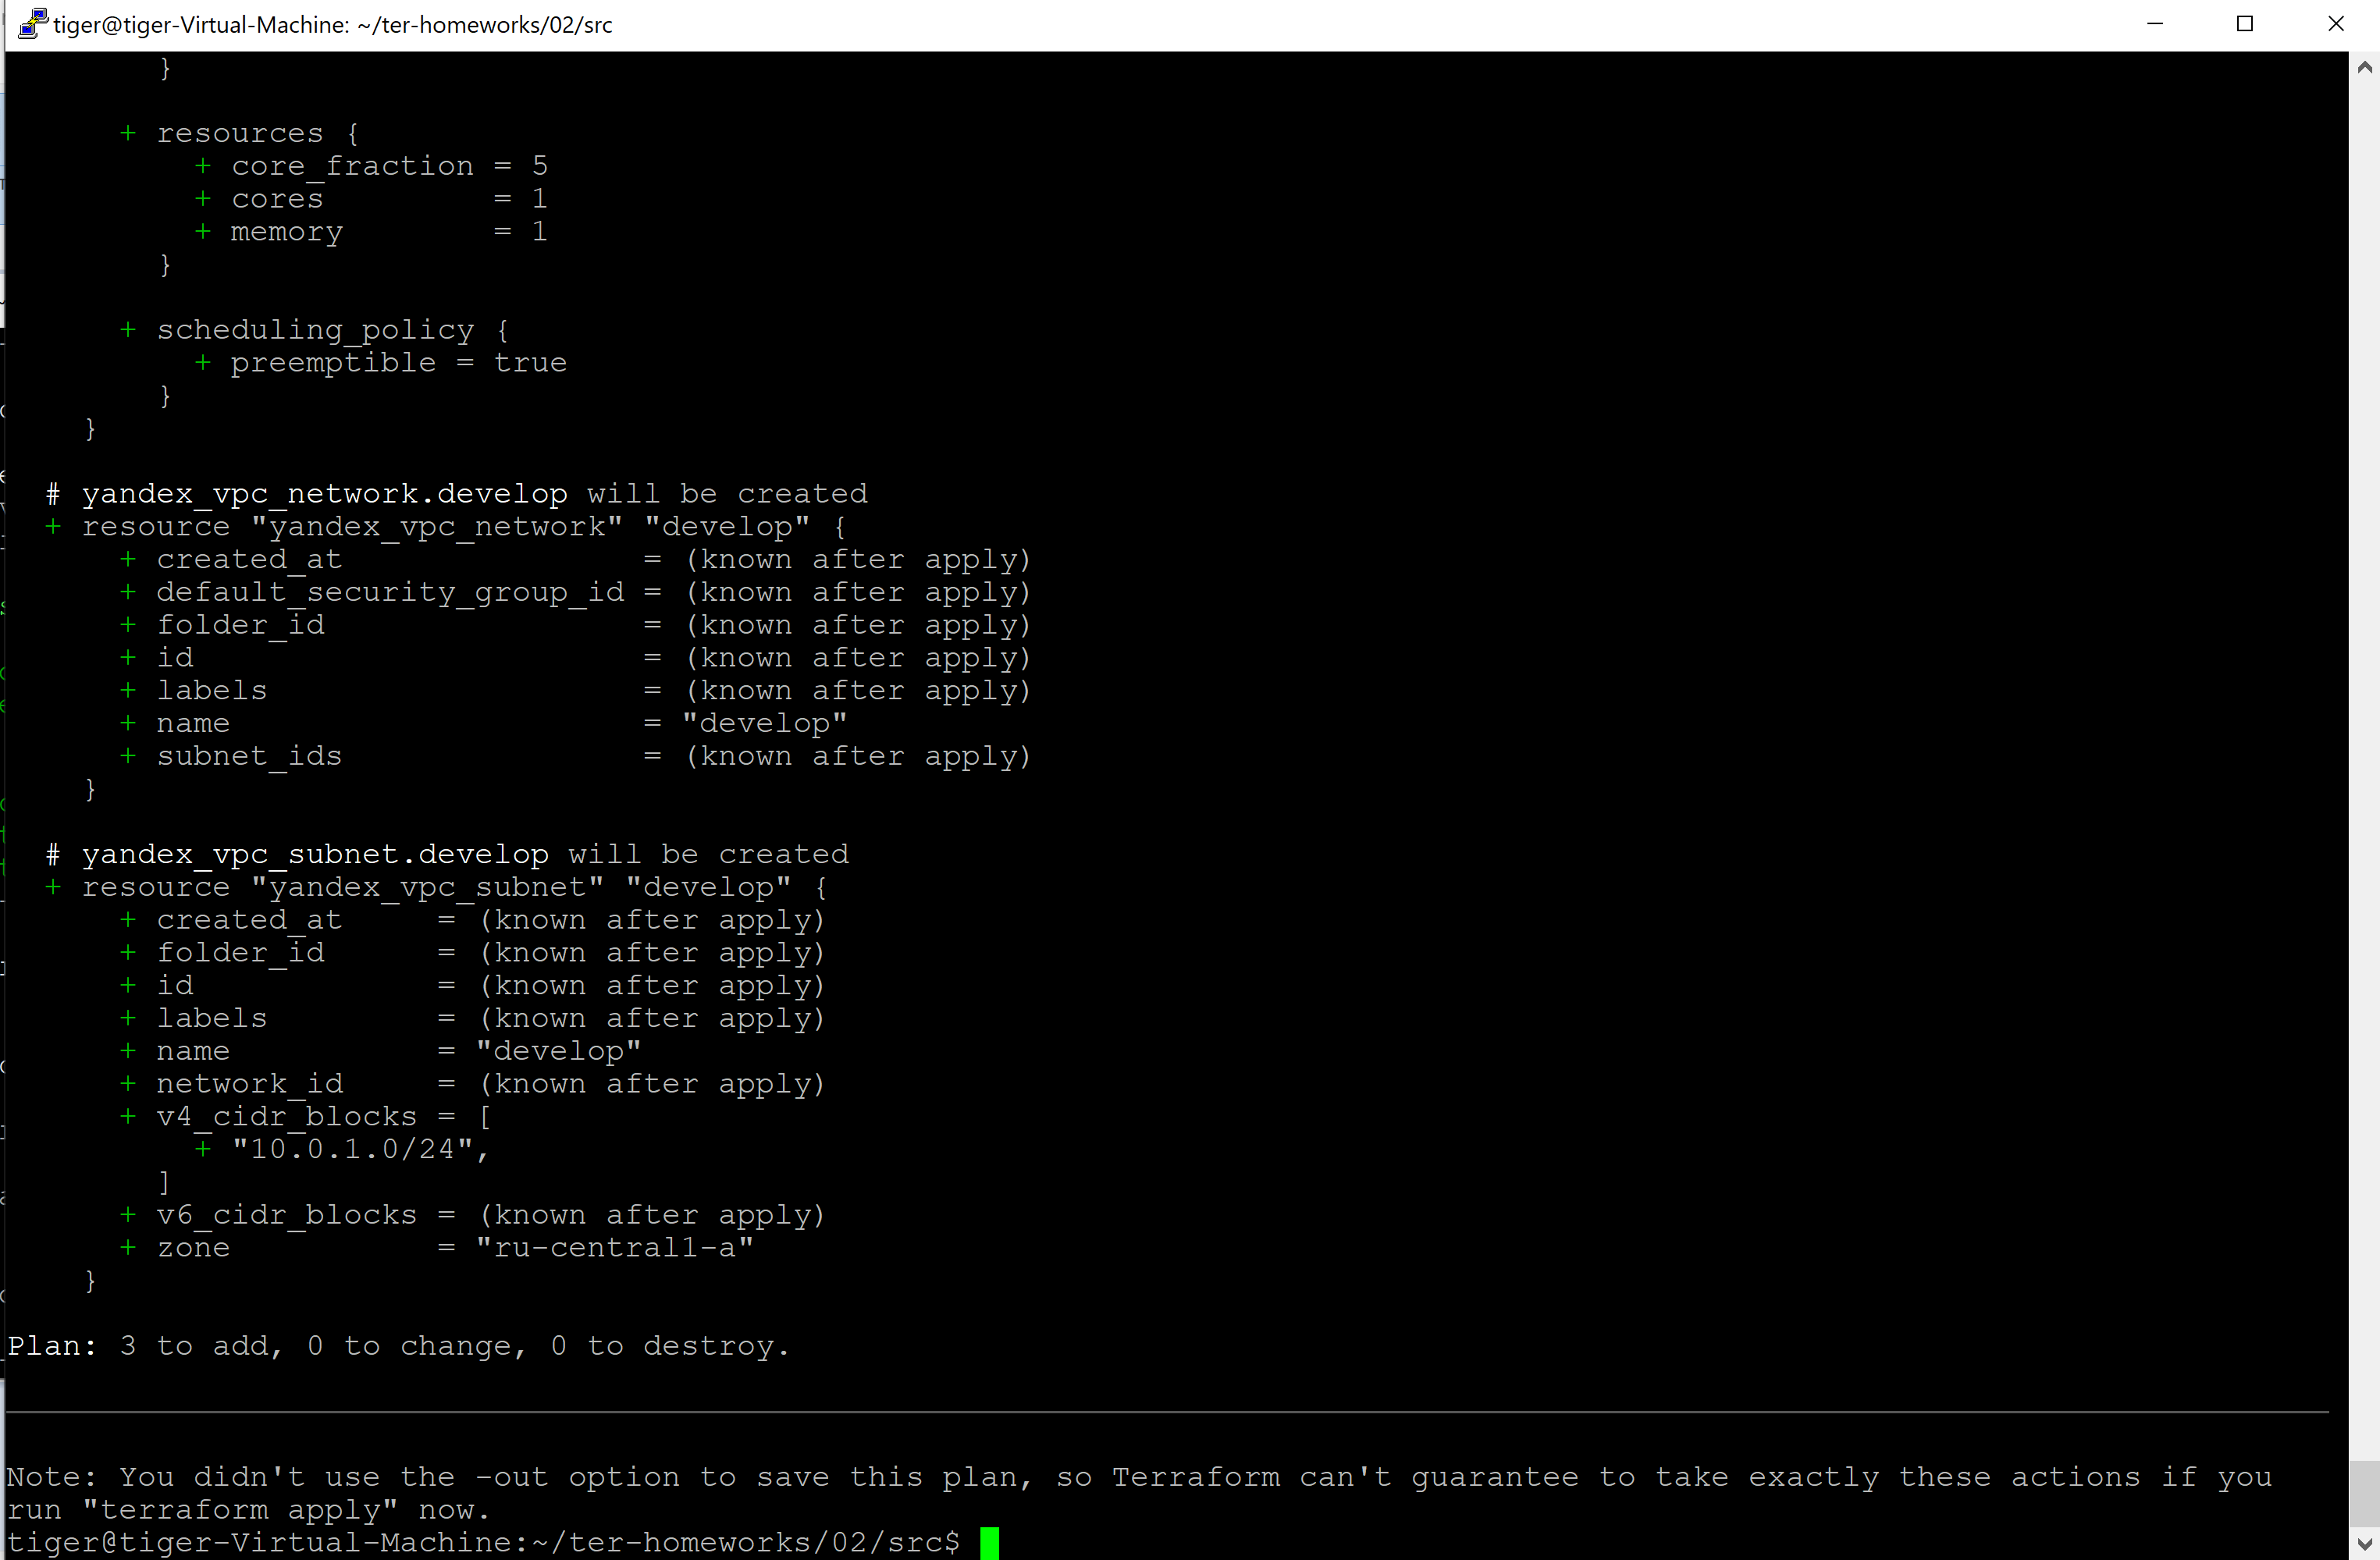 tiger@tiger-Virtual-Machine: ~/ter-homeworks/02/src
}
+ resources {
+ core_fraction = 5
+ cores = 1
+ memory = 1
}
+ scheduling_policy {
+ preemptible = true
}
}
# yandex_vpc_network.develop will be created
+ resource "yandex_vpc_network" "develop" {
+ created_at = (known after apply)
+ default_security_group_id = (known after apply)
+ folder_id = (known after apply)
+ id = (known after apply)
+ labels = (known after apply)
+ name = "develop"
+ subnet_ids = (known after apply)
}
# yandex_vpc_subnet.develop will be created
+ resource "yandex_vpc_subnet" "develop" {
+ created_at = (known after apply)
+ folder_id = (known after apply)
+ id = (known after apply)
+ labels = (known after apply)
+ name = "develop"
+ network_id = (known after apply)
+ v4_cidr_blocks = [
+ "10.0.1.0/24",
]
+ v6_cidr_blocks = (known after apply)
+ zone = "ru-central1-a"
}
Plan: 3 to add, 0 to change, 0 to destroy.
Note: You didn't use the -out option to save this plan, so Terraform can't guarantee to take exactly these actions if you
run "terraform apply" now.
tiger@tiger-Virtual-Machine:~/ter-homeworks/02/src$